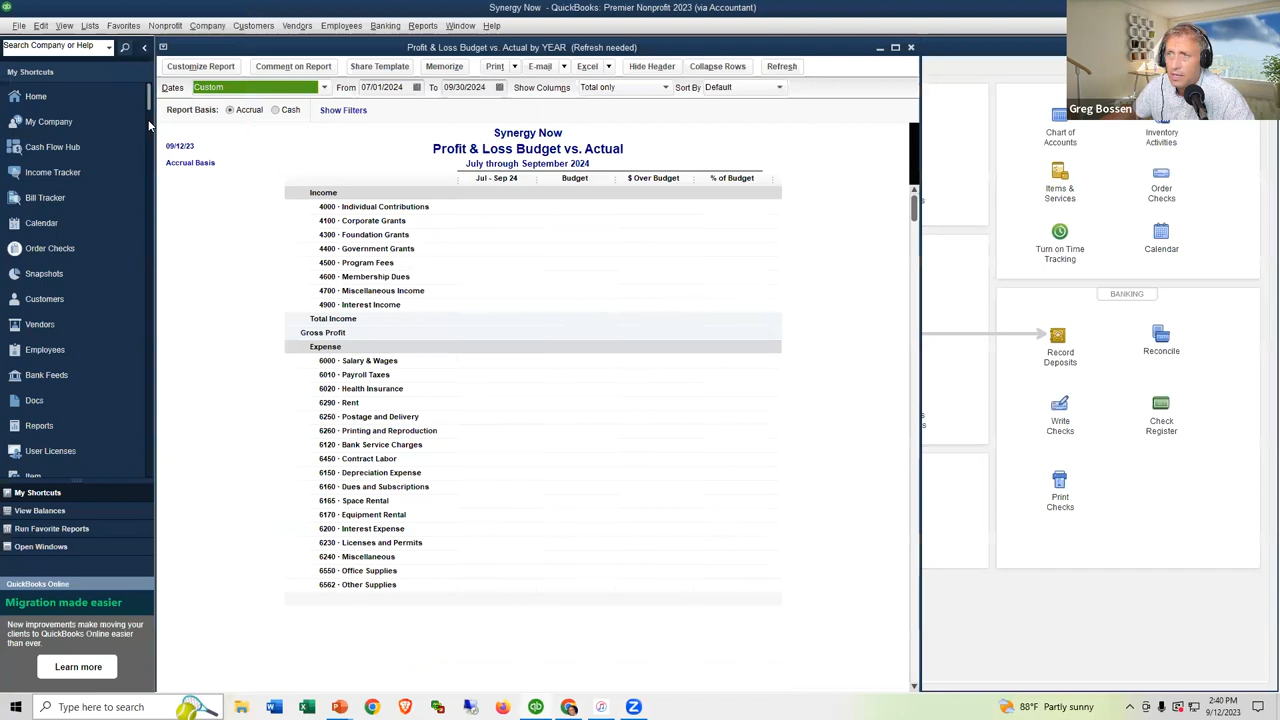 Synergy Now - QuickBooks: Premier Nonprofit 2023 (via Accountant)
File Edit View Lists Favorites Nonprofit Company Customers Vendors Employees Banking Reports Window Help
Search Company or Help
My Shortcuts
Home
My Company
Cash Flow Hub
Income Tracker
Bill Tracker
Calendar
Order Checks
Snapshots
Customers
Vendors
Employees
Bank Feeds
Docs
Reports
User Licenses
Item
My Shortcuts
View Balances
Run Favorite Reports
Open Windows
QuickBooks Online
Migration made easier
New improvements make moving your
clients to QuickBooks Online easier
than ever.
Learn more
Profit & Loss Budget vs. Actual by YEAR (Refresh needed)
Customize Report Comment on Report Share Template Memorize Print E-mail Excel Hide Header Collapse Rows Refresh
Dates Custom From 07/01/2024 To 09/30/2024 Show Columns Total only Sort By Default
Report Basis: Accrual Cash Show Filters
Synergy Now
09/12/23 Profit & Loss Budget vs. Actual
Accrual Basis July through September 2024
Jul - Sep 24 Budget $ Over Budget % of Budget
Income
4000 · Individual Contributions
4100 · Corporate Grants
4300 · Foundation Grants
4400 · Government Grants
4500 · Program Fees
4600 · Membership Dues
4700 · Miscellaneous Income
4900 · Interest Income
Total Income
Gross Profit
Expense
6000 · Salary & Wages
6010 · Payroll Taxes
6020 · Health Insurance
6290 · Rent
6250 · Postage and Delivery
6260 · Printing and Reproduction
6120 · Bank Service Charges
6450 · Contract Labor
6150 · Depreciation Expense
6160 · Dues and Subscriptions
6165 · Space Rental
6170 · Equipment Rental
6200 · Interest Expense
6230 · Licenses and Permits
6240 · Miscellaneous
6550 · Office Supplies
6562 · Other Supplies
Greg Bossen
Chart of
Accounts
Inventory
Activities
Items &
Services
Order
Checks
Turn on Time
Tracking
Calendar
BANKING
Record
Deposits
Reconcile
Write
Checks
Check
Register
Print
Checks
Type here to search
88°F Partly sunny
2:40 PM
9/12/2023